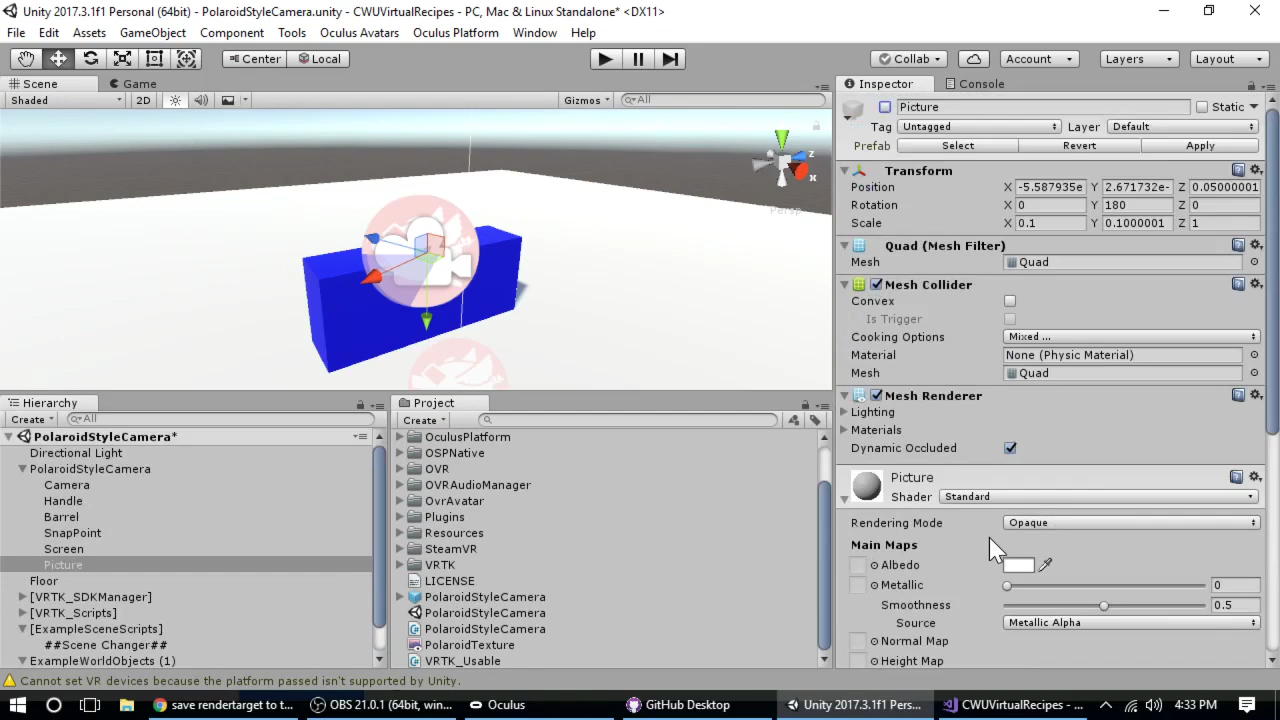 Unity 2017.3.1f1 (64bit) - PolaroidStyleCamera.unity - CWUVirtualRecipes - PC, Mac & Linux Standalone* <DX11>
File Edit Assets GameObject Component Tools Oculus Avatars Oculus Platform Window Help
Center Local Collab Account Layers Layout
Scene Game
Shaded 2D Gizmos All
z
x
Persp
Inspector Console
Picture Static
Tag Untagged Layer Default
Prefab Select Revert Apply
Transform
Position X -5.587935e Y 2.671732e- Z 0.05000001
Rotation X 0 Y 180 Z 0
Scale X 0.1 Y 0.1000001 Z 1
Quad (Mesh Filter)
Mesh Quad
Mesh Collider
Convex
Is Trigger
Cooking Options Mixed ...
Material None (Physic Material)
Mesh Quad
Mesh Renderer
Lighting
Materials
Dynamic Occluded
Picture
Shader Standard
Rendering Mode Opaque
Main Maps
Albedo
Metallic 0
Smoothness 0.5
Source Metallic Alpha
Normal Map
Height Map
Hierarchy
Create All
PolaroidStyleCamera*
Directional Light
PolaroidStyleCamera
Camera
Handle
Barrel
SnapPoint
Screen
Picture
Floor
[VRTK_SDKManager]
[VRTK_Scripts]
[ExampleSceneScripts]
##Scene Changer##
ExampleWorldObjects (1)
Project
Create
OculusPlatform
OSPNative
OVR
OVRAudioManager
OvrAvatar
Plugins
Resources
SteamVR
VRTK
LICENSE
PolaroidStyleCamera
PolaroidStyleCamera
PolaroidStyleCamera
PolaroidTexture
VRTK_Usable
Cannot set VR devices because the platform passed isn't supported by Unity.
save rendertarget to t... OBS 21.0.1 (64bit, win... Oculus GitHub Desktop Unity 2017.3.1f1 (64bi... CWUVirtualRecipes - ... 4:33 PM